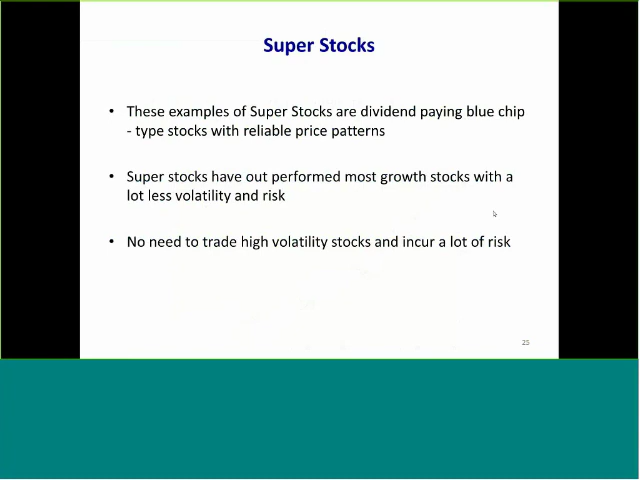 Super Stocks
• These examples of Super Stocks are dividend paying blue chip
- type stocks with reliable price patterns
• Super stocks have out performed most growth stocks with a
lot less volatility and risk
• No need to trade high volatility stocks and incur a lot of risk
25